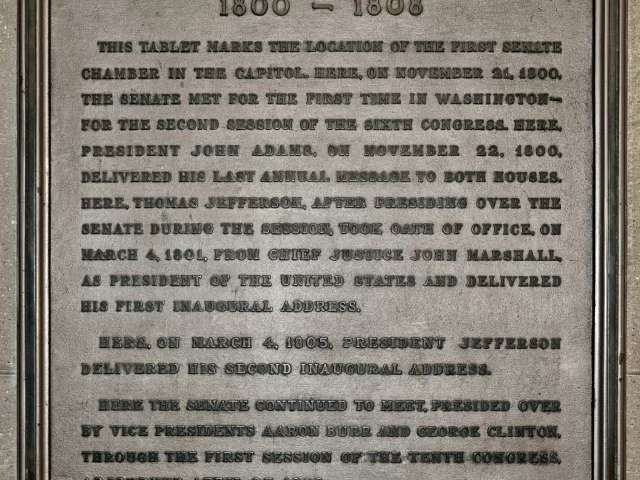 1800 — 1808
THIS TABLET MARKS THE LOCATION OF THE FIRST SENATE
CHAMBER IN THE CAPITOL. HERE, ON NOVEMBER 21, 1800,
THE SENATE MET FOR THE FIRST TIME IN WASHINGTON—
FOR THE SECOND SESSION OF THE SIXTH CONGRESS. HERE,
PRESIDENT JOHN ADAMS, ON NOVEMBER 22, 1800,
DELIVERED HIS LAST ANNUAL MESSAGE TO BOTH HOUSES.
HERE, THOMAS JEFFERSON, AFTER PRESIDING OVER THE
SENATE DURING THE SESSION, TOOK OATH OF OFFICE, ON
MARCH 4, 1801, FROM CHIEF JUSTICE JOHN MARSHALL,
AS PRESIDENT OF THE UNITED STATES AND DELIVERED
HIS FIRST INAUGURAL ADDRESS.
HERE, ON MARCH 4, 1805, PRESIDENT JEFFERSON
DELIVERED HIS SECOND INAUGURAL ADDRESS.
HERE THE SENATE CONTINUED TO MEET, PRESIDED OVER
BY VICE PRESIDENTS AARON BURR AND GEORGE CLINTON,
THROUGH THE FIRST SESSION OF THE TENTH CONGRESS,